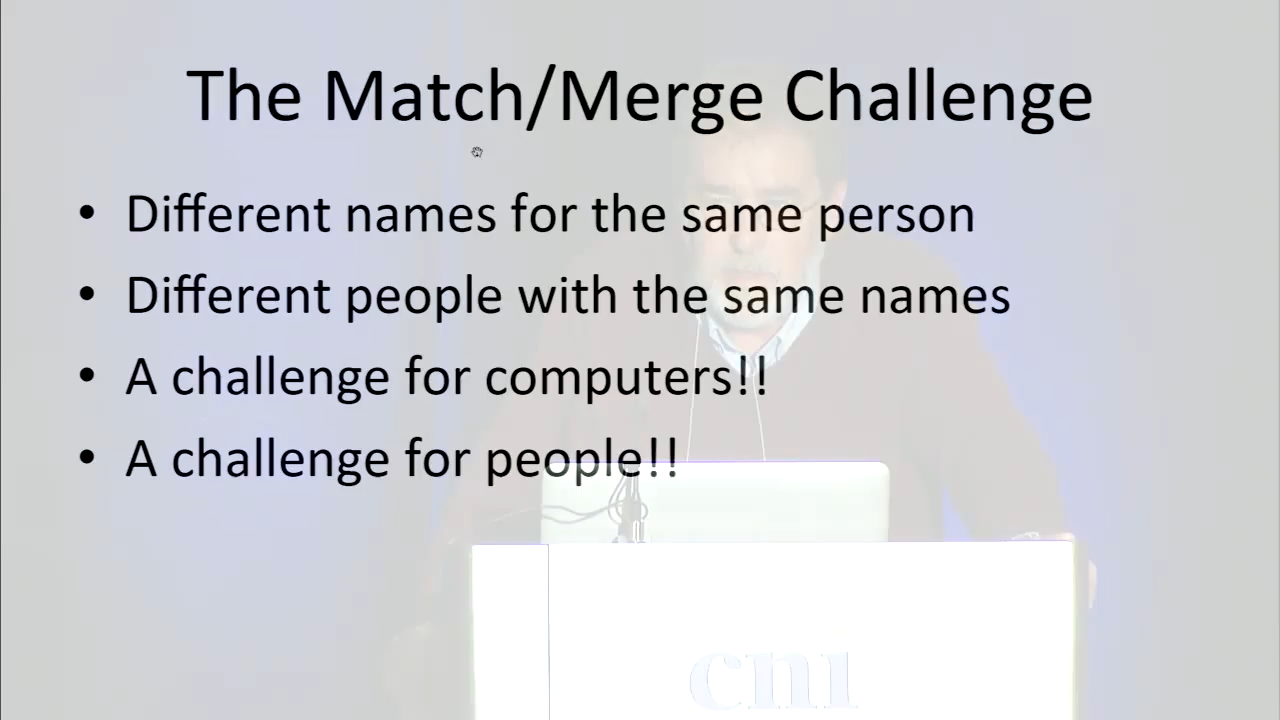 The Match/Merge Challenge
• Different names for the same person
• Different people with the same names
• A challenge for computers!!
• A challenge for people!!
cni